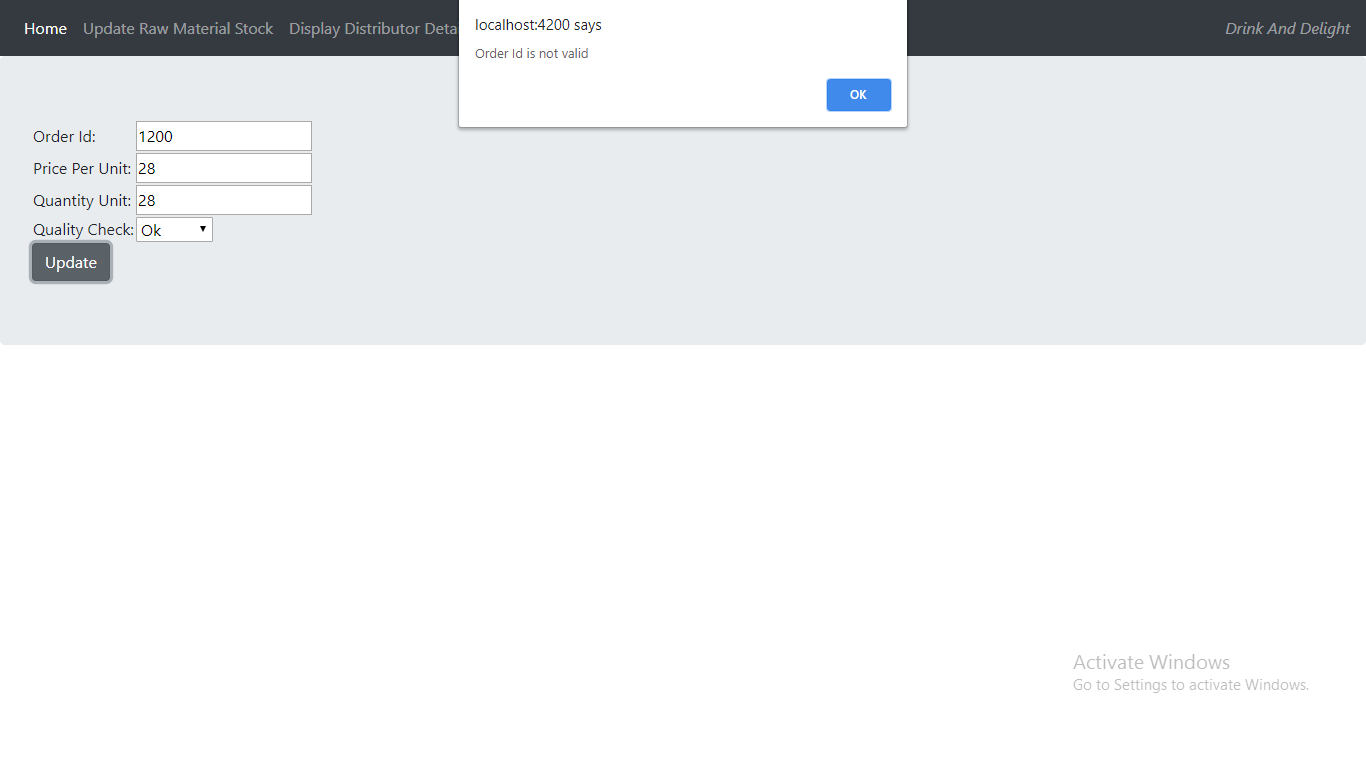 Home Update Raw Material Stock Display Distributor Deta Drink And Delight
localhost:4200 says
Order Id is not valid
OK
Order Id: 1200
Price Per Unit: 28
Quantity Unit: 28
Quality Check: Ok
Update
Activate Windows
Go to Settings to activate Windows.